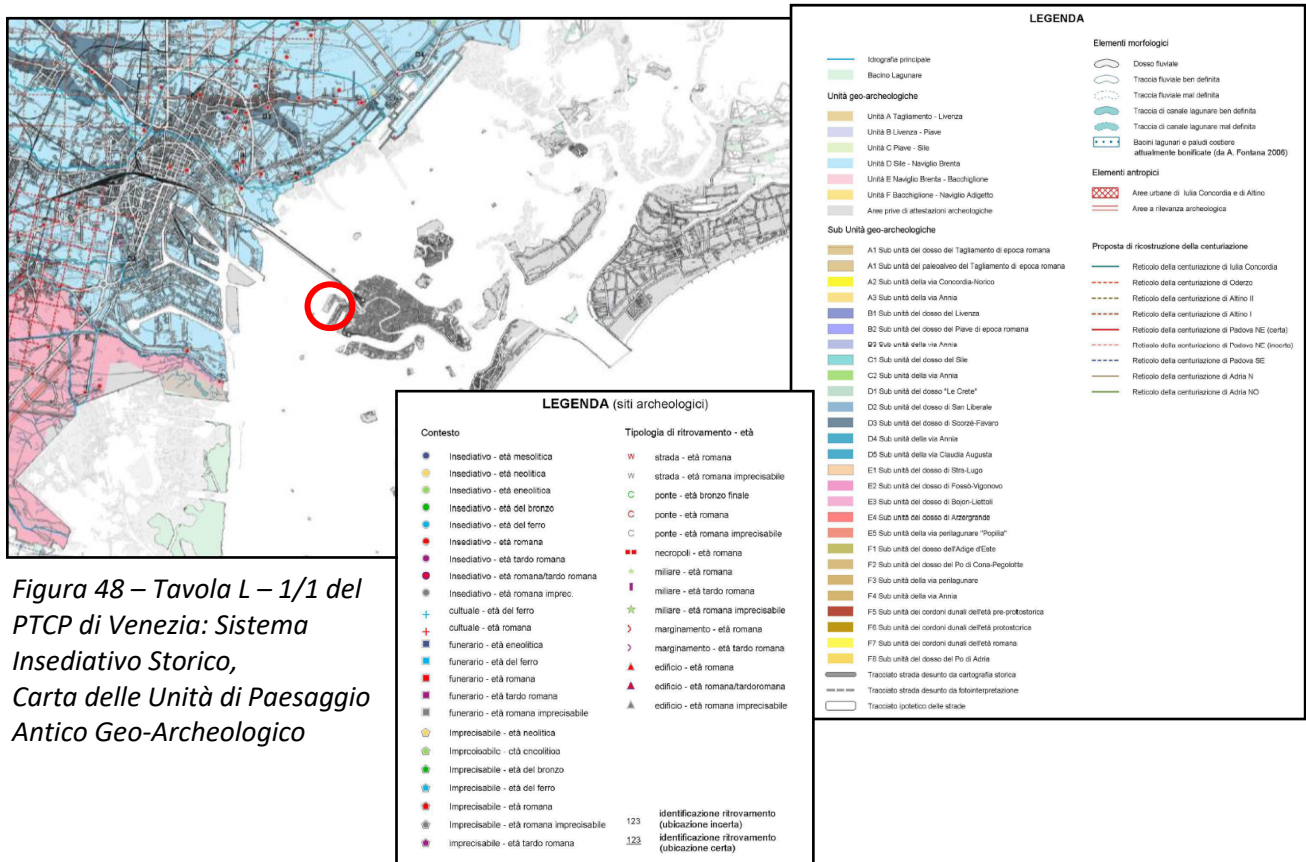 LEGENDA
Idrografia principale
Bacino Lagunare
Unità geo-archeologiche
Unità A Tagliamento - Livenza
Unità B Livenza - Piave
Unità C Piave - Sile
Unità D Sile - Naviglio Brenta
Unità E Naviglio Brenta - Bacchiglione
Unità F Bacchiglione - Naviglio Adigetto
Aree prive di attestazioni archeologiche
Sub Unità geo-archeologiche
A1 Sub unità del dosso del Tagliamento di epoca romana
A1 Sub unità del paleoalveo del Tagliamento di epoca romana
A2 Sub unità della via Concordia-Norico
A3 Sub unità della via Annia
B1 Sub unità del dosso del Livenza
B2 Sub unità del dosso del Piave di epoca romana
B3 Sub unità della via Annia
C1 Sub unità del dosso del Sile
C2 Sub unità della via Annia
D1 Sub unità del dosso "Le Crete"
D2 Sub unità del dosso di San Liberale
D3 Sub unità del dosso di Scorzè-Favaro
D4 Sub unità della via Annia
D5 Sub unità della via Claudia Augusta
E1 Sub unità del dosso di Stra-Lugo
E2 Sub unità del dosso di Fossò-Vigonovo
E3 Sub unità del dosso di Bojon-Liettoli
E4 Sub unità del dosso di Arzergrande
E5 Sub unità della via perilagunare "Popilia"
F1 Sub unità del dosso dell'Adige d'Este
F2 Sub unità del dosso del Po di Cona-Pegolotte
F3 Sub unità della via perilagunare
F4 Sub unità della via Annia
F5 Sub unità dei cordoni dunali dell'età pre-protostorica
F6 Sub unità dei cordoni dunali dell'età protostorica
F7 Sub unità dei cordoni dunali dell'età romana
F8 Sub unità del dosso del Po di Adria
Tracciato strada desunto da cartografia storica
Tracciato strada desunto da fotointerpretazione
Tracciato ipotetico delle strade
Elementi morfologici
Dosso fluviale
Traccia fluviale ben definita
Traccia fluviale mal definita
Traccia di canale lagunare ben definita
Traccia di canale lagunare mal definita
Bacini lagunari e paludi costiere
attualmente bonificate (da A. Fontana 2006)
Elementi antropici
Aree urbane di Iulia Concordia e di Altino
Aree a rilevanza archeologica
Proposta di ricostruzione della centuriazione
Reticolo della centuriazione di Iulia Concordia
Reticolo della centuriazione di Oderzo
Reticolo della centuriazione di Altino II
Reticolo della centuriazione di Altino I
Reticolo della centuriazione di Padova NE (certa)
Reticolo della centuriazione di Padova NE (incerta)
Reticolo della centuriazione di Padova SE
Reticolo della centuriazione di Adria N
Reticolo della centuriazione di Adria NO
LEGENDA (siti archeologici)
Contesto
Insediativo - età mesolitica
Insediativo - età neolitica
Insediativo - età eneolitica
Insediativo - età del bronzo
Insediativo - età del ferro
Insediativo - età romana
Insediativo - età tardo romana
Insediativo - età romana/tardo romana
Insediativo - età romana imprec.
cultuale - età del ferro
cultuale - età romana
funerario - età eneolitica
funerario - età del ferro
funerario - età romana
funerario - età tardo romana
funerario - età romana imprecisabile
Imprecisabile - età neolitica
Imprecisabile - età eneolitica
Imprecisabile - età del bronzo
Imprecisabile - età del ferro
Imprecisabile - età romana
Imprecisabile - età romana imprecisabile
imprecisabile - età tardo romana
Tipologia di ritrovamento - età
w strada - età romana
w strada - età romana imprecisabile
C ponte - età bronzo finale
C ponte - età romana
C ponte - età romana imprecisabile
necropoli - età romana
miliare - età romana
miliare - età tardo romana
miliare - età romana imprecisabile
marginamento - età romana
marginamento - età tardo romana
edificio - età romana
edificio - età romana/tardoromana
edificio - età romana imprecisabile
123 identificazione ritrovamento
(ubicazione incerta)
123 identificazione ritrovamento
(ubicazione certa)
Figura 48 – Tavola L – 1/1 del
PTCP di Venezia: Sistema
Insediativo Storico,
Carta delle Unità di Paesaggio
Antico Geo-Archeologico